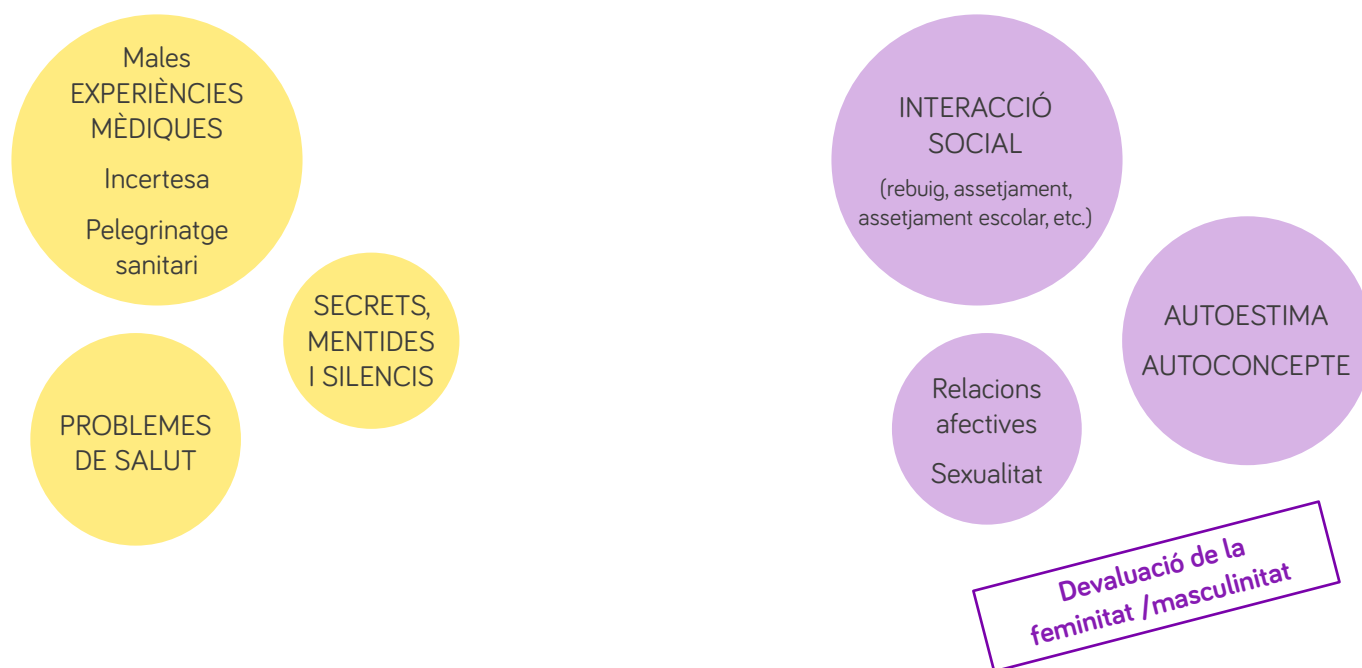 Males
EXPERIÈNCIES
MÈDIQUES
Incertesa
Pelegrinatge
sanitari
SECRETS,
MENTIDES
I SILENCIS
PROBLEMES
DE SALUT
INTERACCIÓ
SOCIAL
(rebuig, assetjament,
assetjament escolar, etc.)
AUTOESTIMA
AUTOCONCEPTE
Relacions
afectives
Sexualitat
Devaluació de la
feminitat /masculinitat